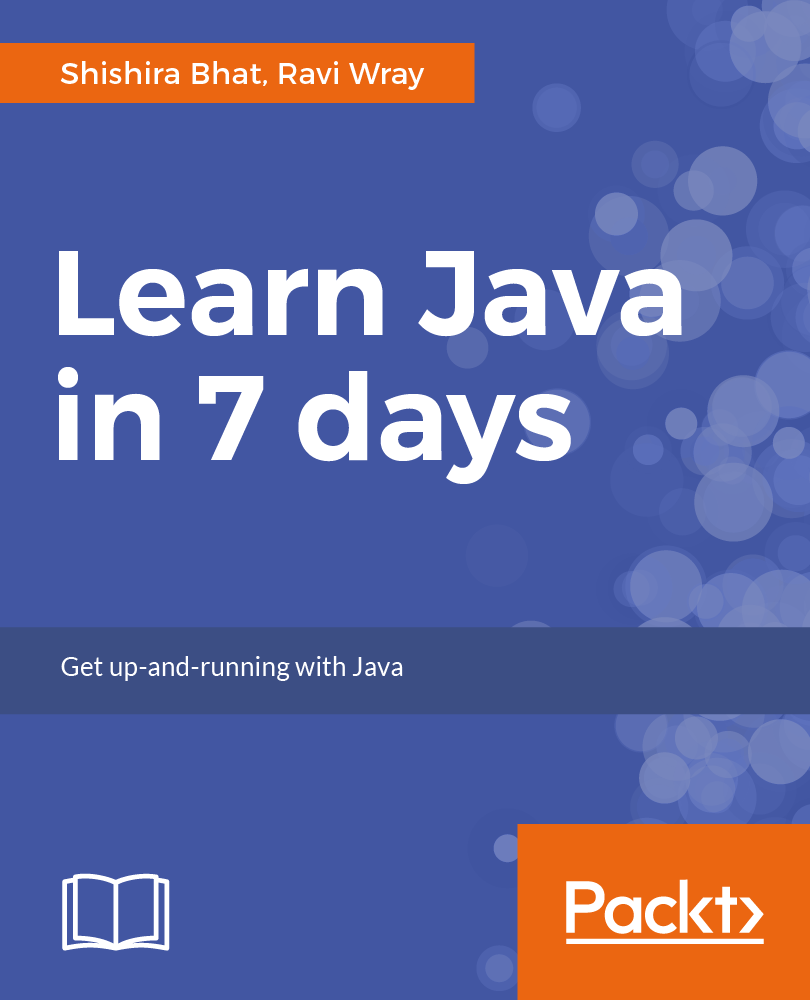 Shishira Bhat, Ravi Wray
Learn Java
in 7 days
Get up-and-running with Java
Packt